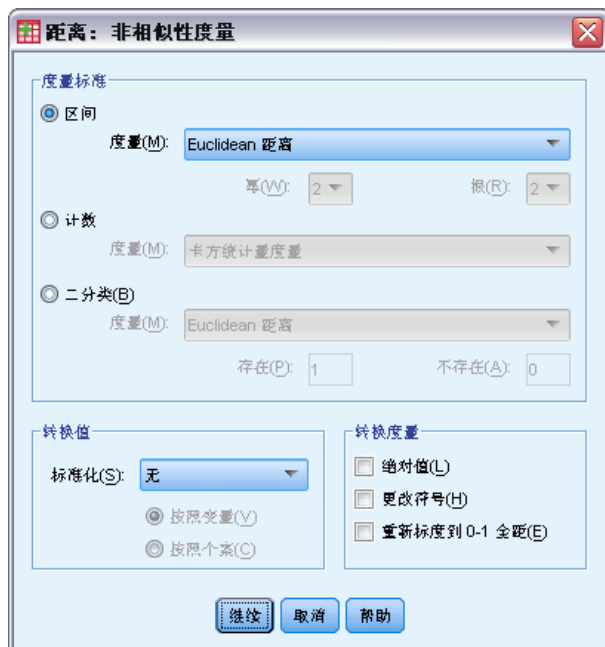 距离：非相似性度量
度量标准
区间
度量(M): Euclidean 距离
幂(W): 2 根(R): 2
计数
度量(M): 卡方统计量度量
二分类(B)
度量(M): Euclidean 距离
存在(P): 1 不存在(A): 0
转换值
标准化(S): 无
按照变量(V)
按照个案(C)
转换度量
绝对值(L)
更改符号(H)
重新标度到 0-1 全距(E)
继续 取消 帮助